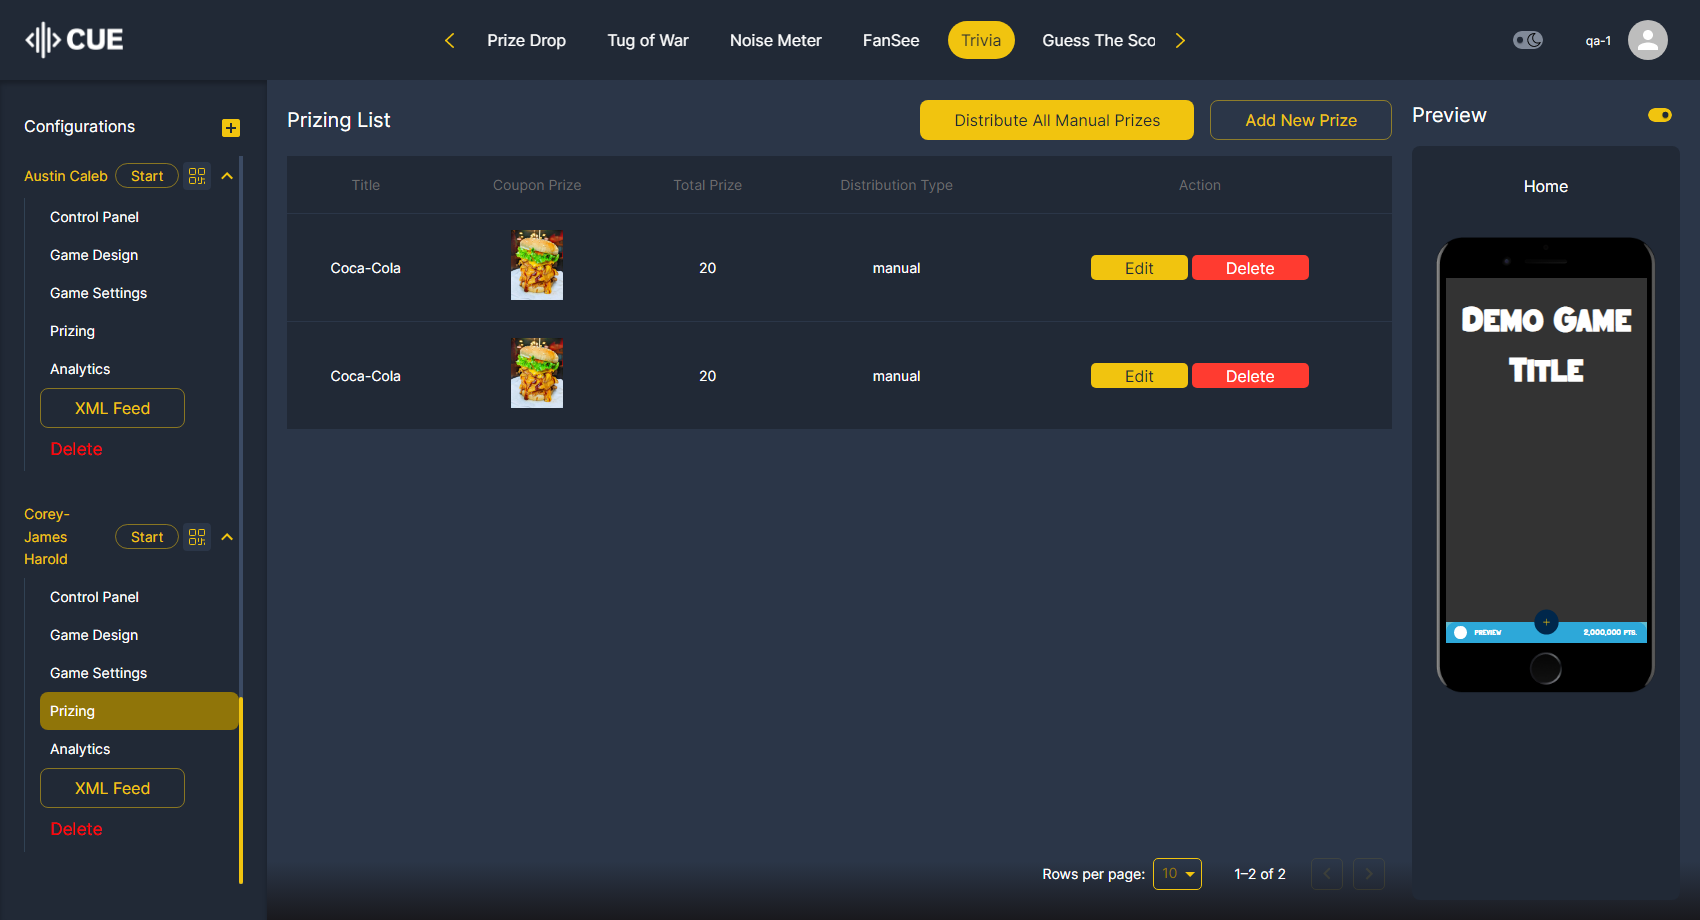 CUE
Prize Drop
Tug of War
Noise Meter
FanSee
Trivia
Guess The Sco
qa-1
Configurations
Austin Caleb
Start
Control Panel
Game Design
Game Settings
Prizing
Analytics
XML Feed
Delete
Corey-
James
Harold
Start
Control Panel
Game Design
Game Settings
Prizing
Analytics
XML Feed
Delete
Prizing List
Distribute All Manual Prizes
Add New Prize
Title
Coupon Prize
Total Prize
Distribution Type
Action
Coca-Cola
20
manual
Edit
Delete
Coca-Cola
20
manual
Edit
Delete
Rows per page:
10
1–2 of 2
Preview
Home
Demo Game
Title
PREVIEW
2,000,000 PTS.